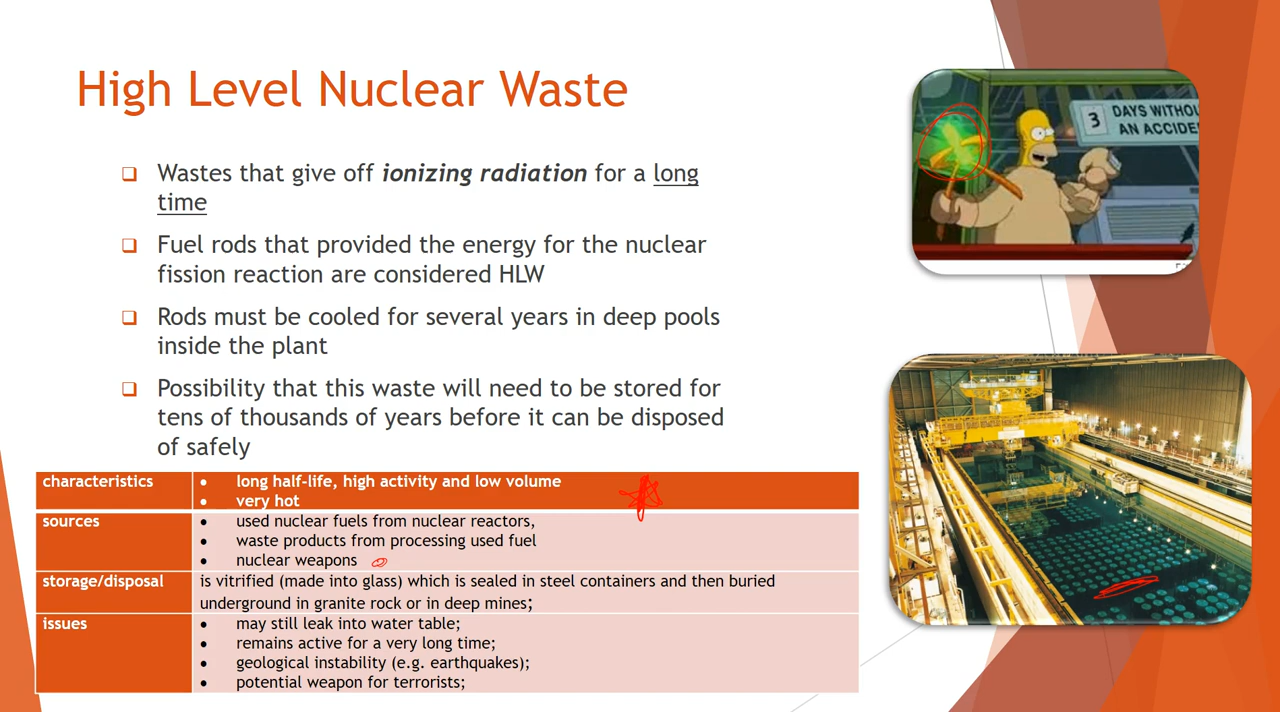 High Level Nuclear Waste
Wastes that give off ionizing radiation for a long
time
Fuel rods that provided the energy for the nuclear
fission reaction are considered HLW
Rods must be cooled for several years in deep pools
inside the plant
Possibility that this waste will need to be stored for
tens of thousands of years before it can be disposed
of safely
3 DAYS WITHOU
AN ACCIDE
characteristics
• long half-life, high activity and low volume
• very hot
sources
• used nuclear fuels from nuclear reactors,
• waste products from processing used fuel
• nuclear weapons
storage/disposal
is vitrified (made into glass) which is sealed in steel containers and then buried
underground in granite rock or in deep mines;
issues
• may still leak into water table;
• remains active for a very long time;
• geological instability (e.g. earthquakes);
• potential weapon for terrorists;